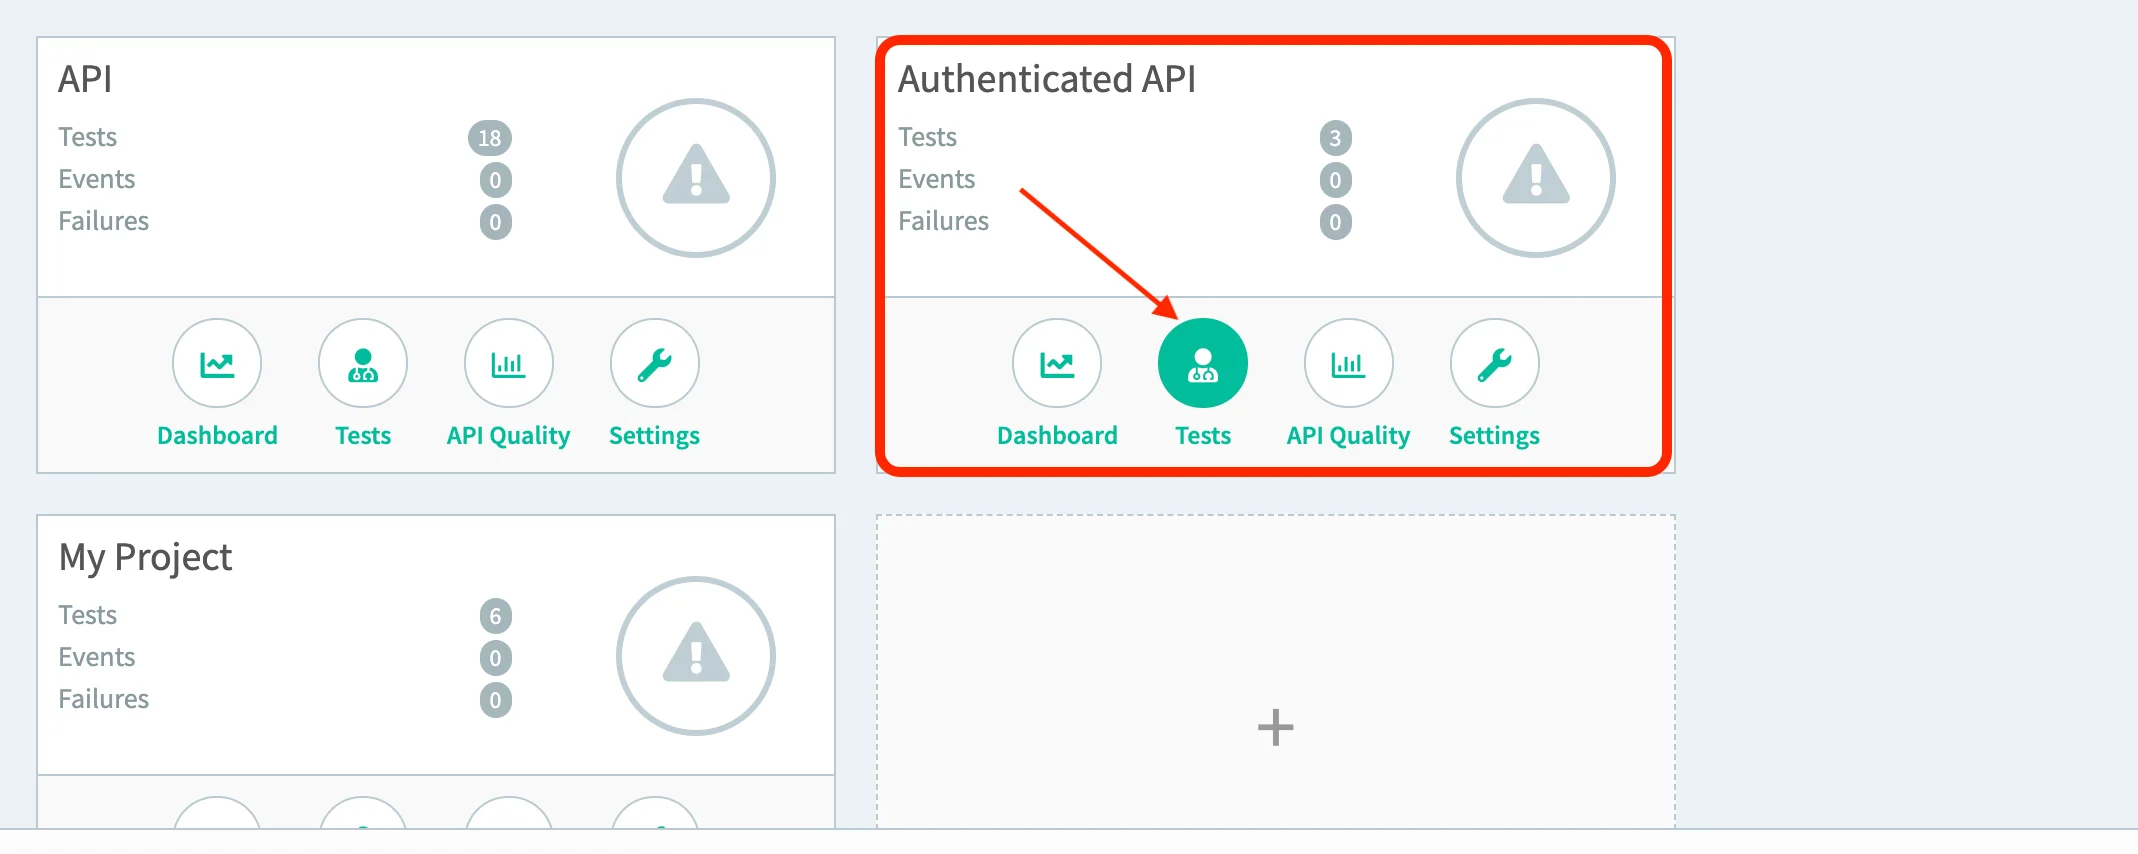 API
Tests 18
Events 0
Failures 0
Dashboard Tests API Quality Settings
Authenticated API
Tests 3
Events 0
Failures 0
Dashboard Tests API Quality Settings
My Project
Tests 6
Events 0
Failures 0